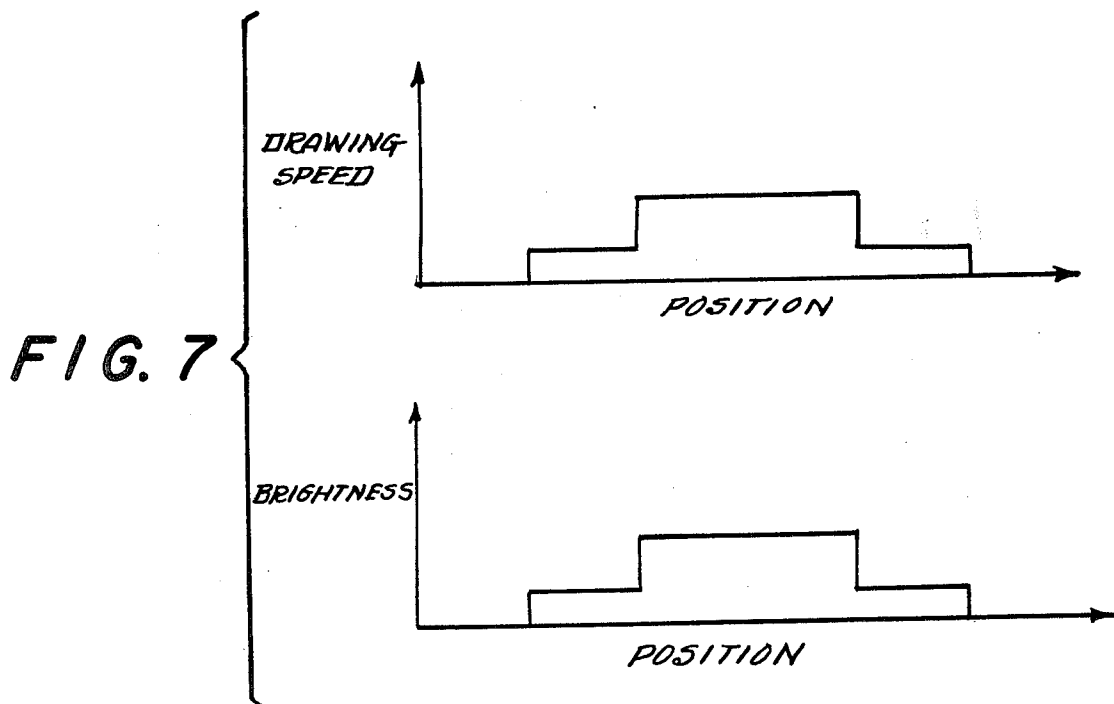 DRAWING
SPEED
POSITION
FIG. 7
BRIGHTNESS
POSITION